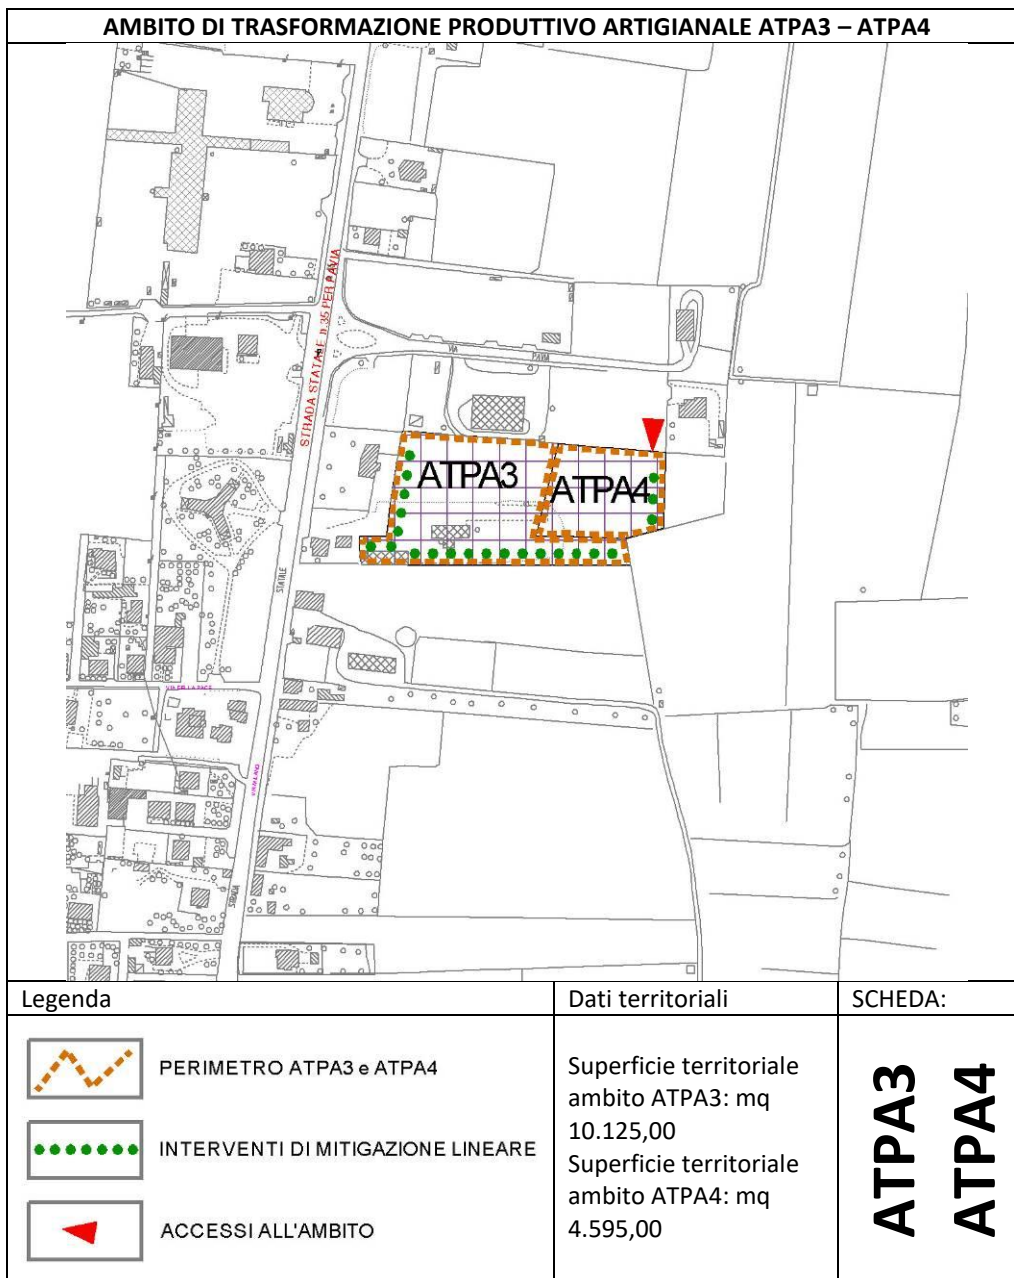 AMBITO DI TRASFORMAZIONE PRODUTTIVO ARTIGIANALE ATPA3 – ATPA4
STRADA STATALE n.35 PER PAVIA
VIA PAVIA
ATPA3
ATPA4
STATALE
STRADA
Legenda
PERIMETRO ATPA3 e ATPA4
INTERVENTI DI MITIGAZIONE LINEARE
ACCESSI ALL'AMBITO
Dati territoriali
Superficie territoriale
ambito ATPA3: mq
10.125,00
Superficie territoriale
ambito ATPA4: mq
4.595,00
SCHEDA:
ATPA3
ATPA4